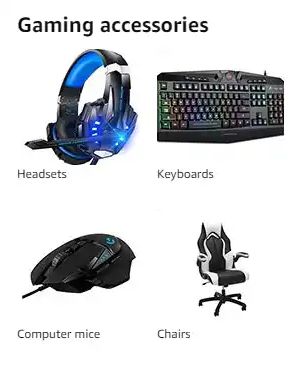 Gaming accessories
Headsets
Keyboards
Computer mice
Chairs